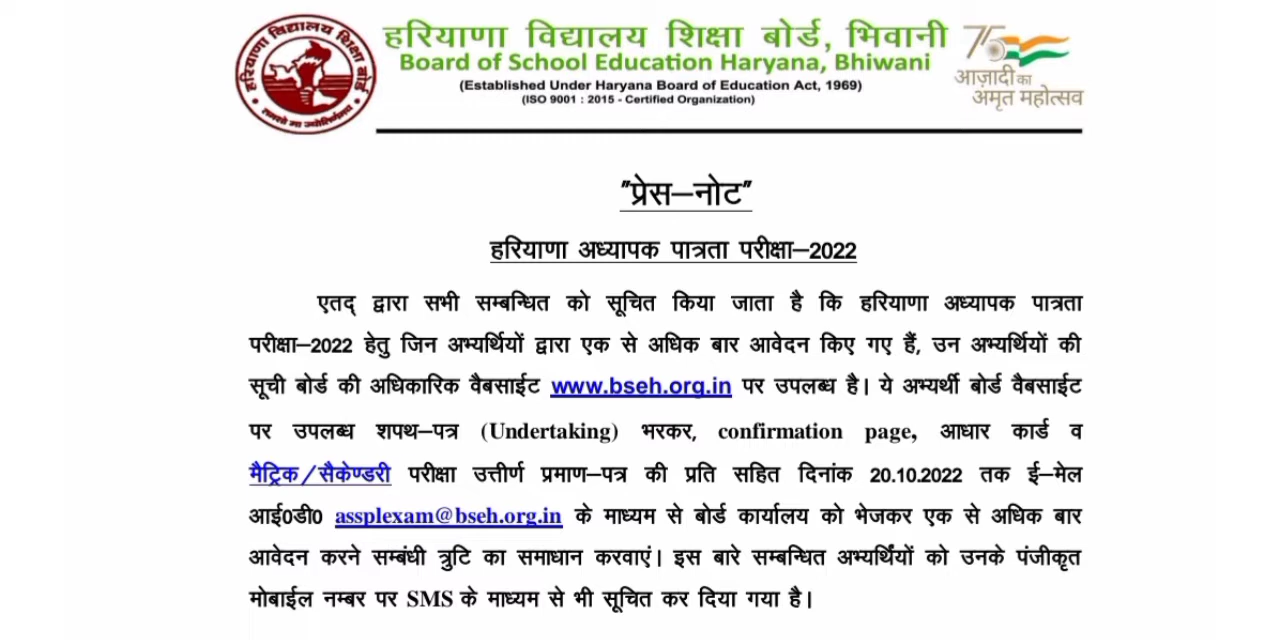 हरियाणा विद्यालय शिक्षा बोर्ड
हरियाणा विद्यालय शिक्षा बोर्ड, भिवानी
Board of School Education Haryana, Bhiwani
(Established Under Haryana Board of Education Act, 1969)
(ISO 9001 : 2015 - Certified Organization)
75
आज़ादी का
अमृत महोत्सव
"प्रेस–नोट"
हरियाणा अध्यापक पात्रता परीक्षा–2022
एतद् द्वारा सभी सम्बन्धित को सूचित किया जाता है कि हरियाणा अध्यापक पात्रता
परीक्षा–2022 हेतु जिन अभ्यर्थियों द्वारा एक से अधिक बार आवेदन किए गए हैं, उन अभ्यर्थियों की
सूची बोर्ड की अधिकारिक वैबसाईट www.bseh.org.in पर उपलब्ध है। ये अभ्यर्थी बोर्ड वैबसाईट
पर उपलब्ध शपथ–पत्र (Undertaking) भरकर, confirmation page, आधार कार्ड व
मैट्रिक/सैकेण्डरी परीक्षा उत्तीर्ण प्रमाण–पत्र की प्रति सहित दिनांक 20.10.2022 तक ई–मेल
आई0डी0 assplexam@bseh.org.in के माध्यम से बोर्ड कार्यालय को भेजकर एक से अधिक बार
आवेदन करने सम्बंधी त्रुटि का समाधान करवाएं। इस बारे सम्बन्धित अभ्यर्थिंयों को उनके पंजीकृत
मोबाईल नम्बर पर SMS के माध्यम से भी सूचित कर दिया गया है।